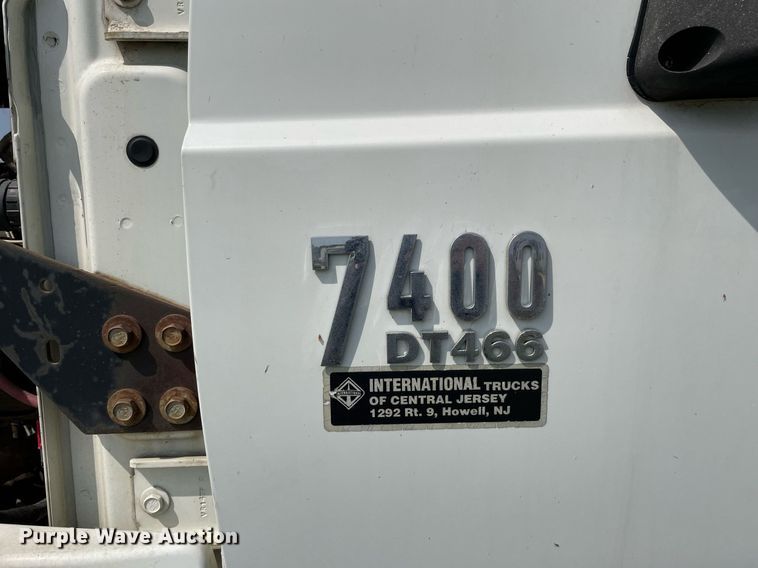 7400
DT466
INTERNATIONAL TRUCKS
OF CENTRAL JERSEY
1292 Rt. 9, Howell, NJ
Purple Wave Auction